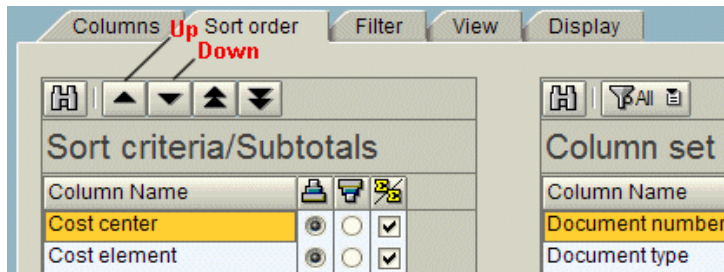 Columns Up Sort order Filter View Display
Down
All
Sort criteria/Subtotals Column set
Column Name Column Name
Cost center Document number
Cost element Document type